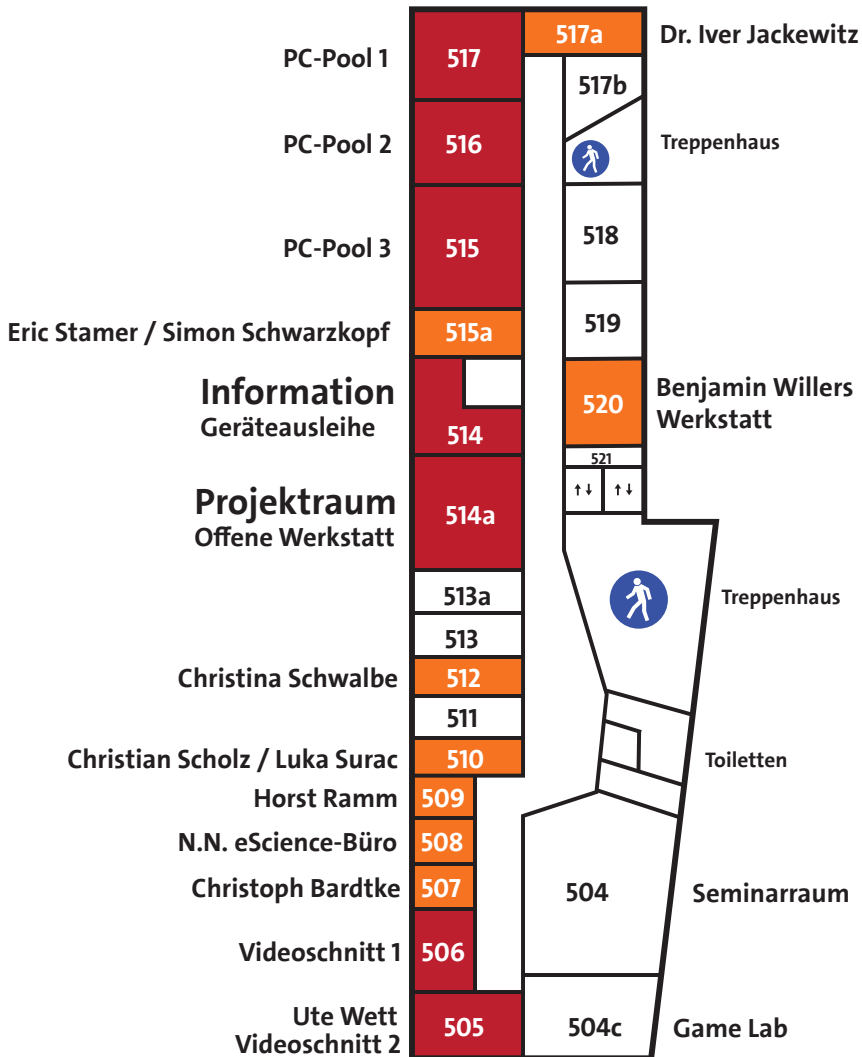 PC-Pool 1
517
517a
Dr. Iver Jackewitz
517b
PC-Pool 2
516
Treppenhaus
PC-Pool 3
515
518
Eric Stamer / Simon Schwarzkopf
515a
519
Information
Geräteausleihe
514
520
Benjamin Willers
Werkstatt
521
↑↓ ↑↓
Projektraum
Offene Werkstatt
514a
513a
Treppenhaus
513
Christina Schwalbe
512
511
Christian Scholz / Luka Surac
510
Toiletten
Horst Ramm
509
N.N. eScience-Büro
508
Christoph Bardtke
507
504
Seminarraum
Videoschnitt 1
506
Ute Wett
Videoschnitt 2
505
504c
Game Lab